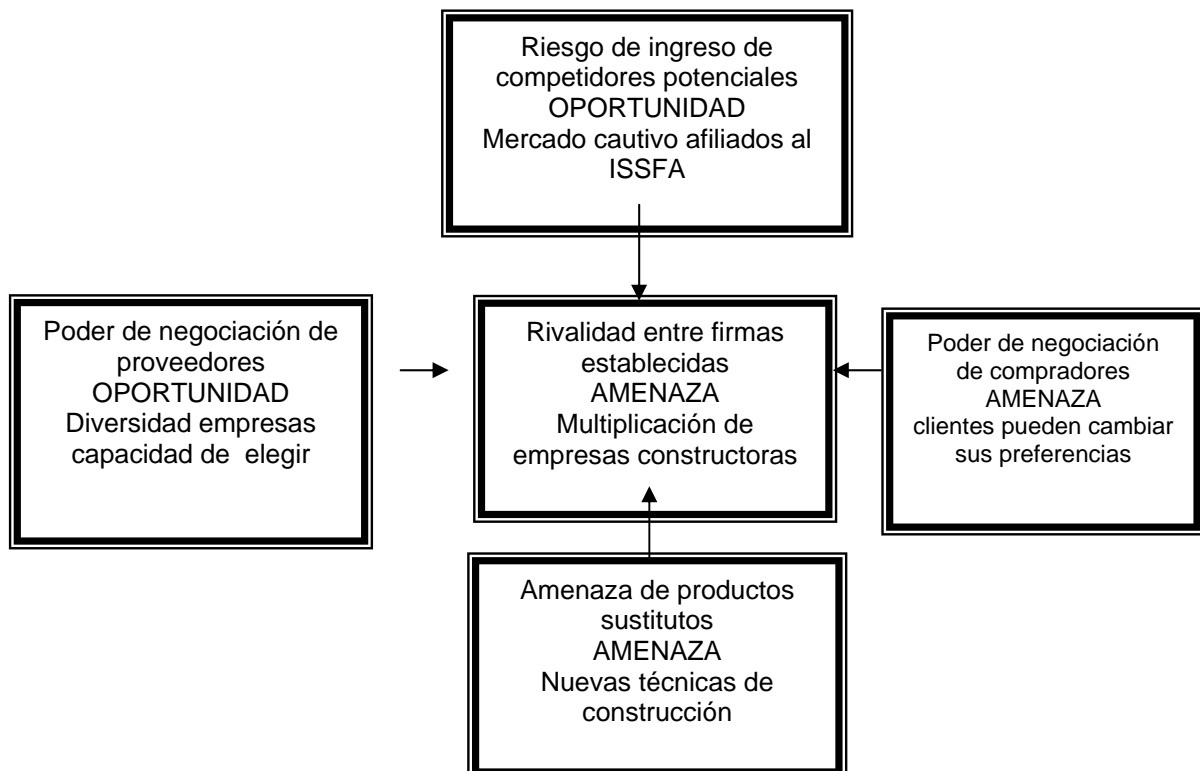 Riesgo de ingreso de
competidores potenciales
OPORTUNIDAD
Mercado cautivo afiliados al
ISSFA
Poder de negociación de
proveedores
OPORTUNIDAD
Diversidad empresas
capacidad de elegir
Rivalidad entre firmas
establecidas
AMENAZA
Multiplicación de
empresas constructoras
Poder de negociación
de compradores
AMENAZA
clientes pueden cambiar
sus preferencias
Amenaza de productos
sustitutos
AMENAZA
Nuevas técnicas de
construcción